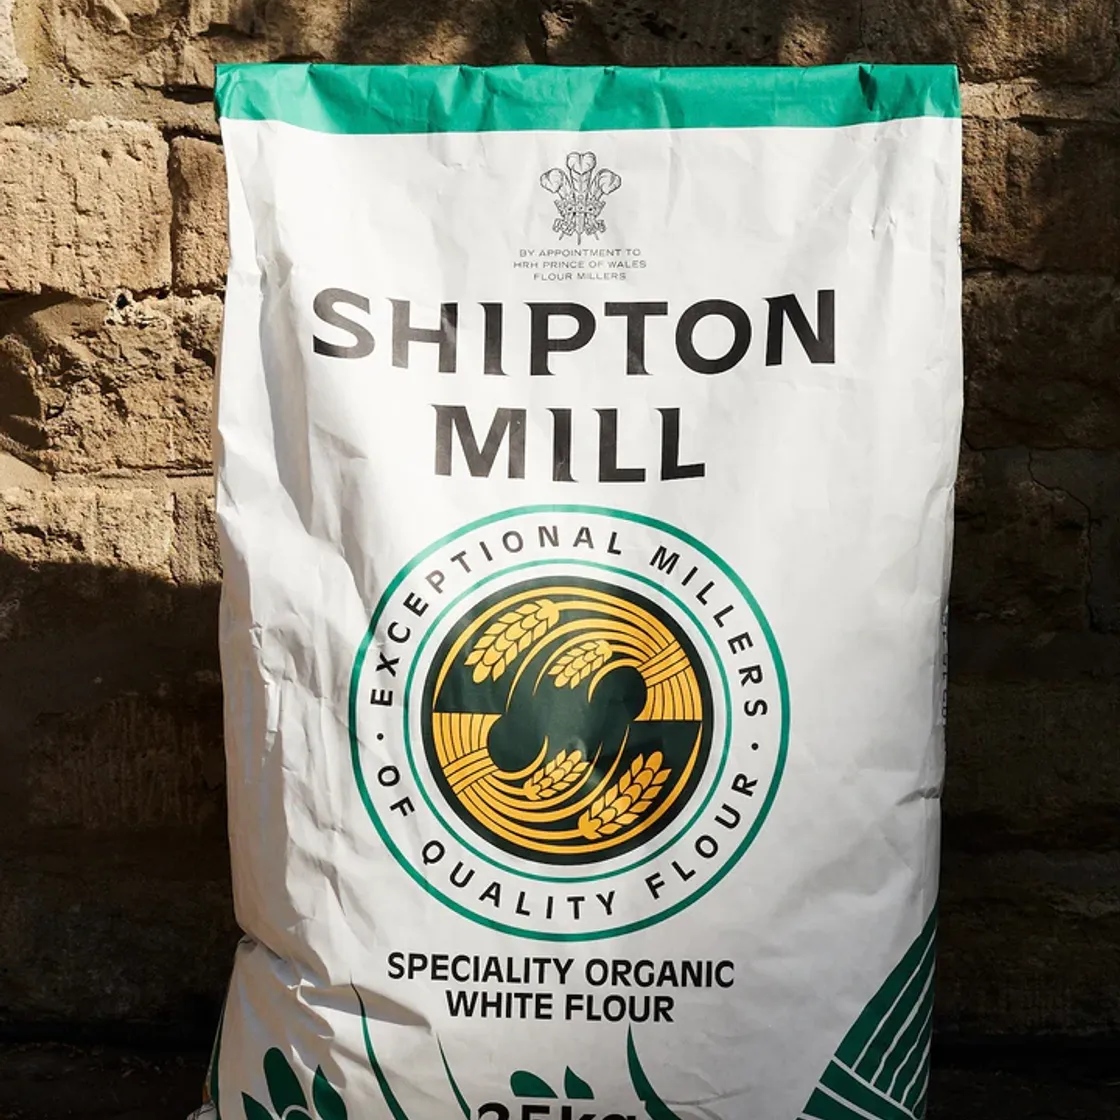 BY APPOINTMENT TO
HRH PRINCE OF WALES
FLOUR MILLERS
SHIPTON
MILL
EXCEPTIONAL MILLERS
· OF QUALITY FLOUR ·
SPECIALITY ORGANIC
WHITE FLOUR
25kg